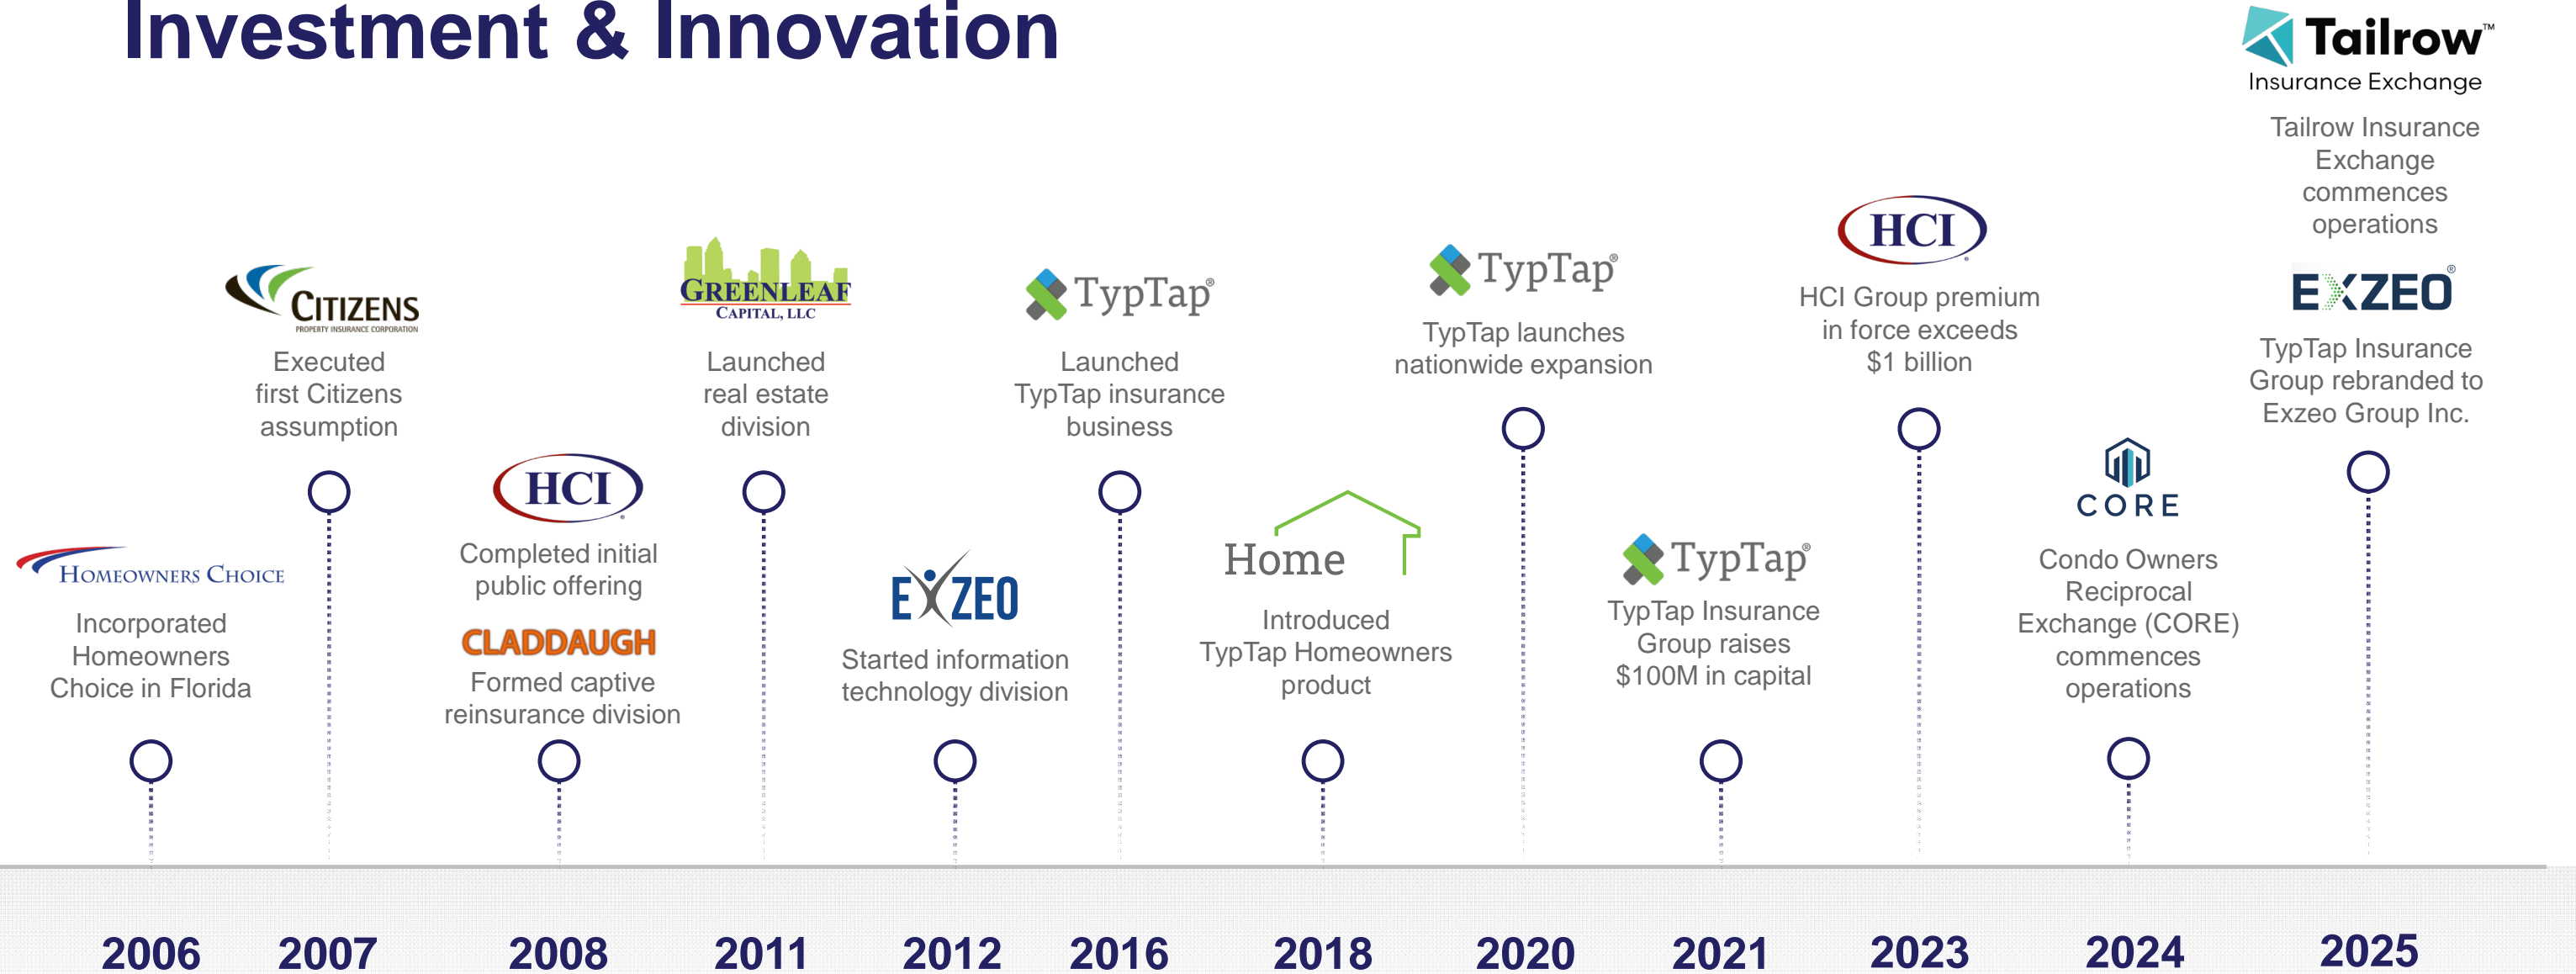 Investment & Innovation
HOMEOWNERS CHOICE
Incorporated
Homeowners
Choice in Florida
CITIZENS
PROPERTY INSURANCE CORPORATION
Executed
first Citizens
assumption
HCI®
Completed initial
public offering
CLADDAUGH
Formed captive
reinsurance division
GREENLEAF
CAPITAL, LLC
Launched
real estate
division
EXZEO
Started information
technology division
TypTap®
Launched
TypTap insurance
business
Home
Introduced
TypTap Homeowners
product
TypTap®
TypTap launches
nationwide expansion
TypTap®
TypTap Insurance
Group raises
$100M in capital
HCI®
HCI Group premium
in force exceeds
$1 billion
CORE
Condo Owners
Reciprocal
Exchange (CORE)
commences
operations
Tailrow™
Insurance Exchange
Tailrow Insurance
Exchange
commences
operations
EXZEO®
TypTap Insurance
Group rebranded to
Exzeo Group Inc.
2006 2007 2008 2011 2012 2016 2018 2020 2021 2023 2024 2025